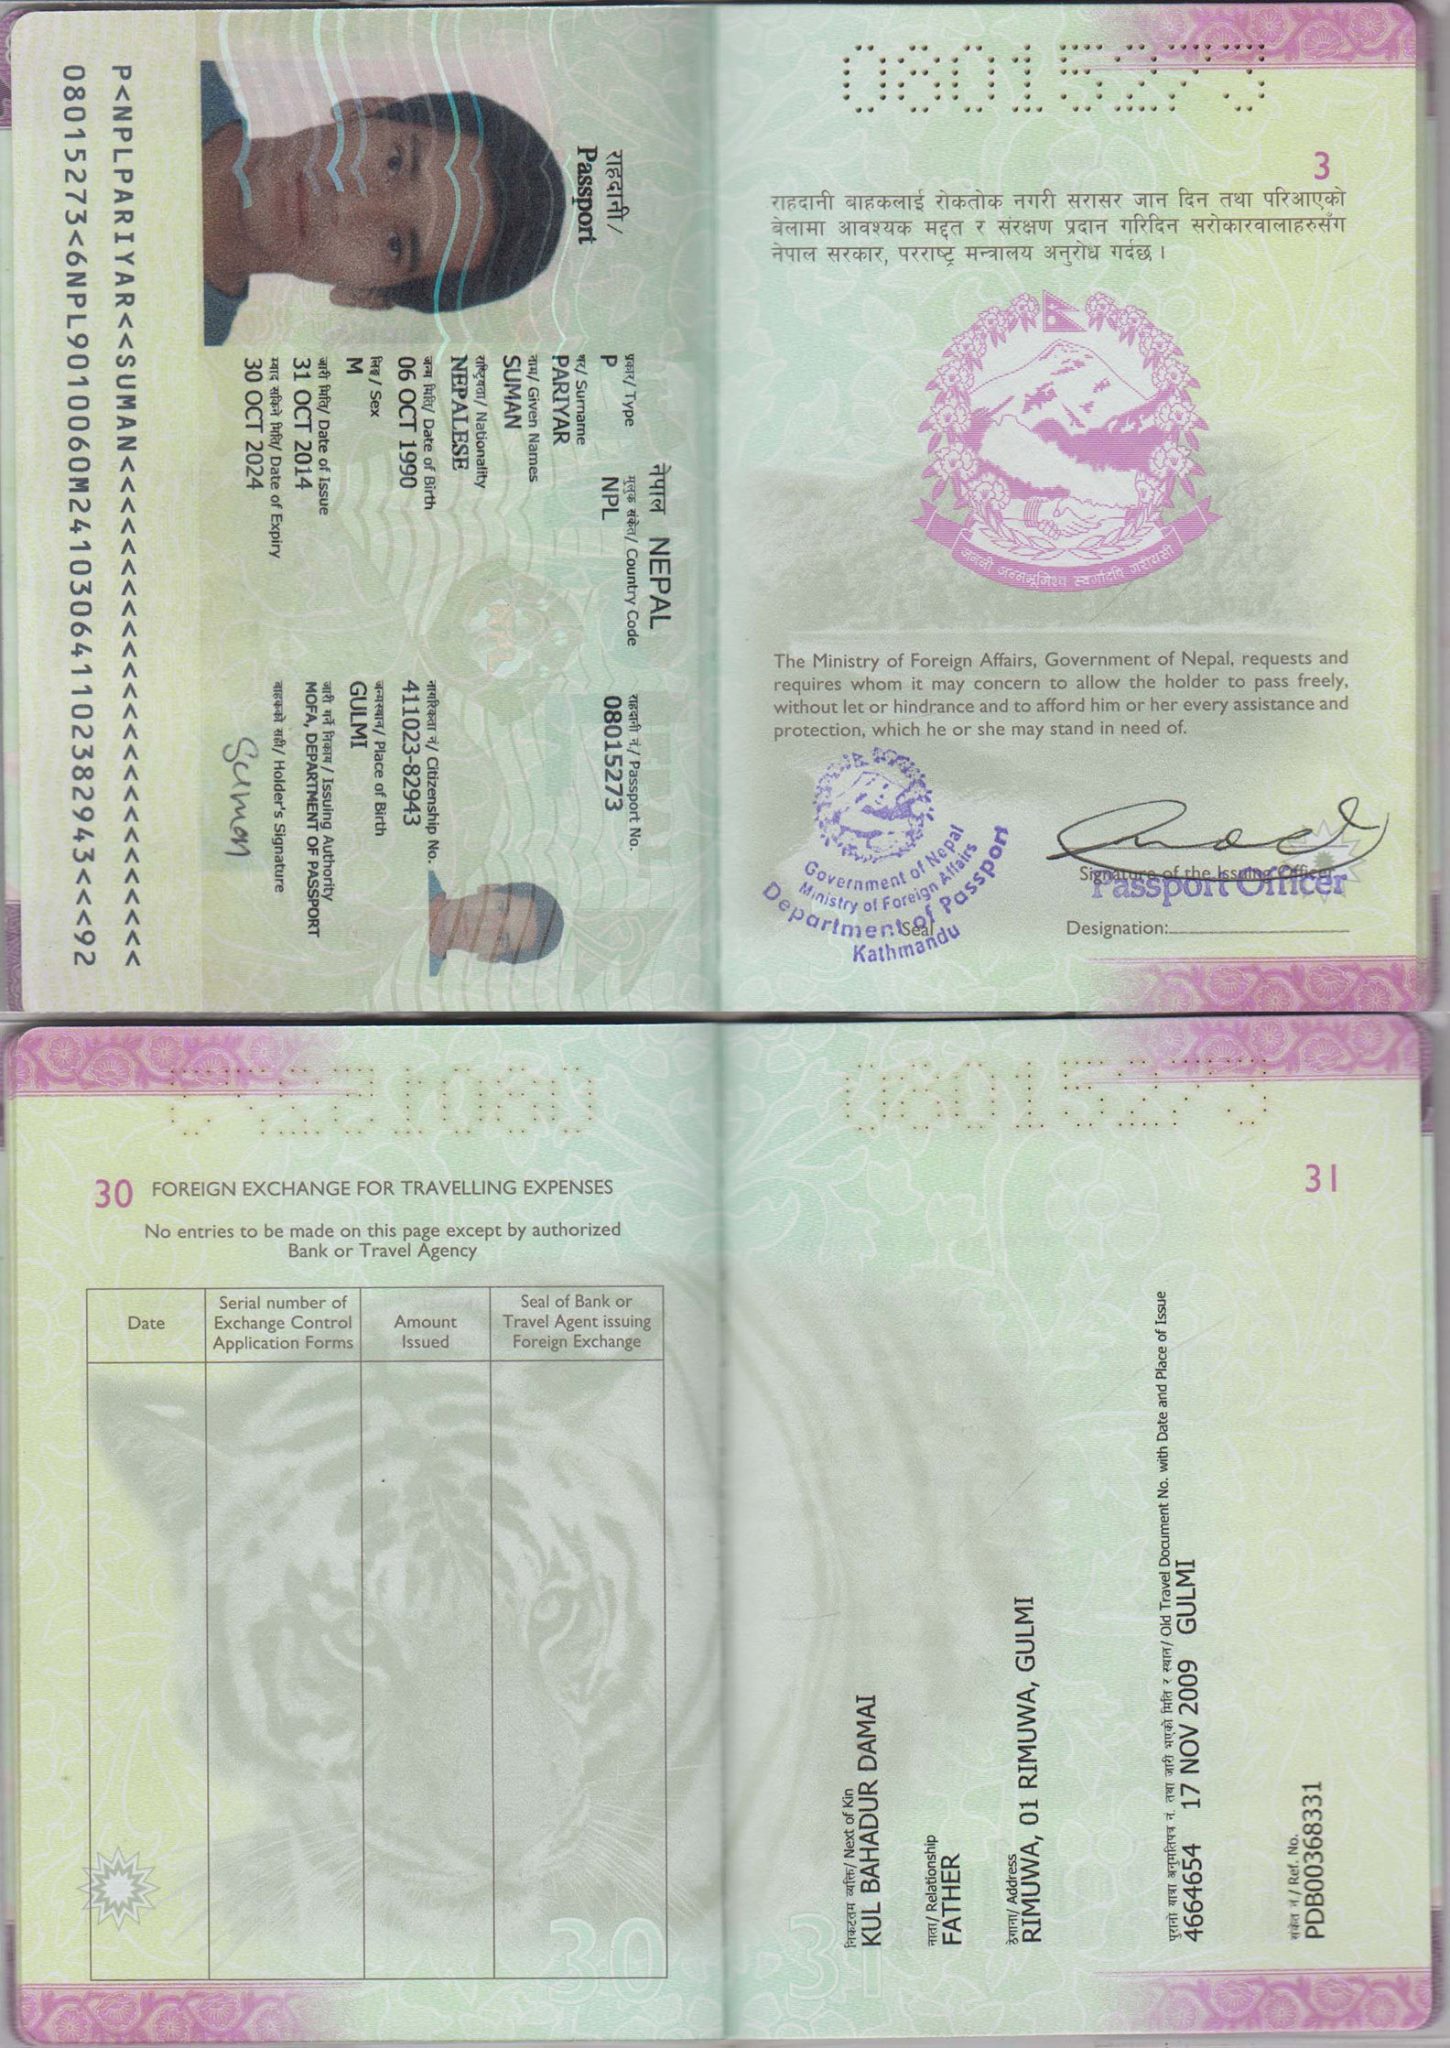 राहदानी /
Passport
नेपाल NEPAL
प्रकार/ Type
P
मुलुक संकेत/ Country Code
NPL
राहदानी नं./ Passport No.
08015273
थर/ Surname
PARIYAR
नाम/ Given Names
SUMAN
राष्ट्रियता/ Nationality
NEPALESE
जन्म मिति/ Date of Birth
06 OCT 1990
नागरिकता नं/ Citizenship No.
411023-82943
लिङ्ग/ Sex
M
जन्मस्थान/ Place of Birth
GULMI
जारी मिति/ Date of Issue
31 OCT 2014
जारी गर्ने निकाय/ Issuing Authority
MOFA, DEPARTMENT OF PASSPORT
म्याद सकिने मिति/ Date of Expiry
30 OCT 2024
वाहकको सही/ Holder's Signature
Suman
P<NPLPARIYAR<<SUMAN<<<<<<<<<<<<<<<<<<<<<<<<<
08015273<6NPL9010060M241030641102382943<<<92
08015273
3
राहदानी बाहकलाई रोकतोक नगरी सरासर जान दिन तथा परिआएको
बेलामा आवश्यक मद्दत र संरक्षण प्रदान गरिदिन सरोकारवालाहरुसँग
नेपाल सरकार, परराष्ट्र मन्त्रालय अनुरोध गर्दछ ।
जननी जन्मभूमिश्च स्वर्गादपि गरीयसी
The Ministry of Foreign Affairs, Government of Nepal, requests and
requires whom it may concern to allow the holder to pass freely,
without let or hindrance and to afford him or her every assistance and
protection, which he or she may stand in need of.
Government of Nepal
Ministry of Foreign Affairs
Department of Passport
Kathmandu
Seal
Signature of the Issuing Officer
Passport Officer
Designation:
08015273
08015273
30 FOREIGN EXCHANGE FOR TRAVELLING EXPENSES
No entries to be made on this page except by authorized
Bank or Travel Agency
Date
Serial number of
Exchange Control
Application Forms
Amount
Issued
Seal of Bank or
Travel Agent issuing
Foreign Exchange
30
31
31
निकटतम व्यक्ति/ Next of Kin
KUL BAHADUR DAMAI
नाता/ Relationship
FATHER
ठेगाना/ Address
RIMUWA, 01 RIMUWA, GULMI
पुरानो यात्रा अनुमतिपत्र नं. तथा जारी भएको मिति र स्थान/ Old Travel Document No. with Date and Place of Issue
4664654 17 NOV 2009 GULMI
संकेत नं/ Ref. No.
PDB00368331